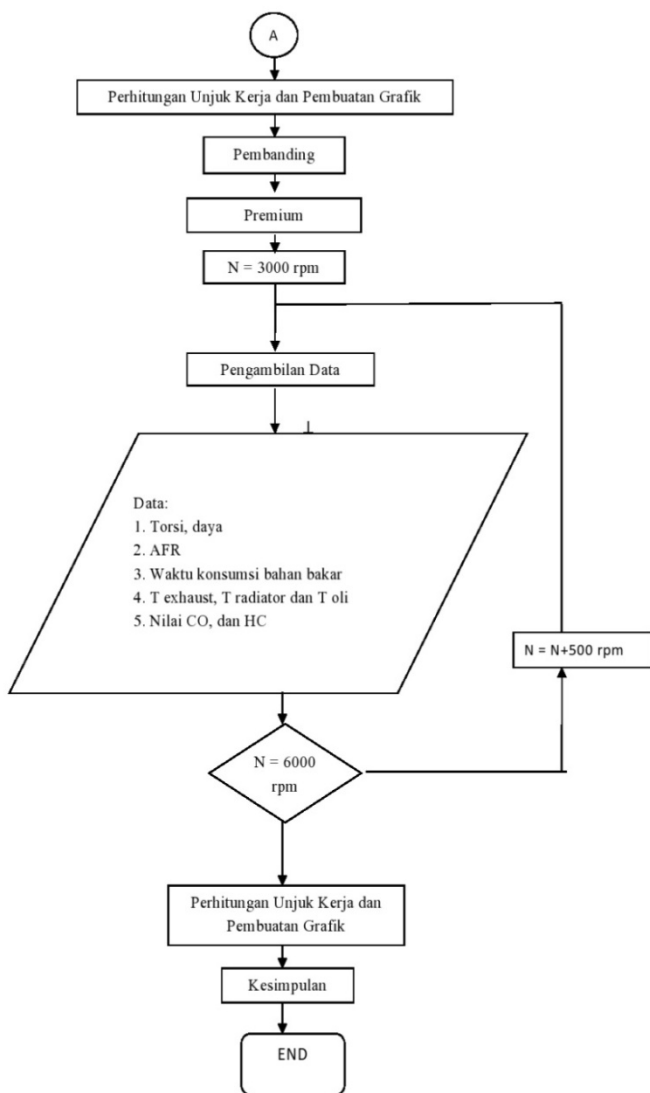 A
Perhitungan Unjuk Kerja dan Pembuatan Grafik
Pembanding
Premium
N = 3000 rpm
Pengambilan Data
Data:
1. Torsi, daya
2. AFR
3. Waktu konsumsi bahan bakar
4. T exhaust, T radiator dan T oli
5. Nilai CO, dan HC
N = N+500 rpm
N = 6000
rpm
Perhitungan Unjuk Kerja dan
Pembuatan Grafik
Kesimpulan
END